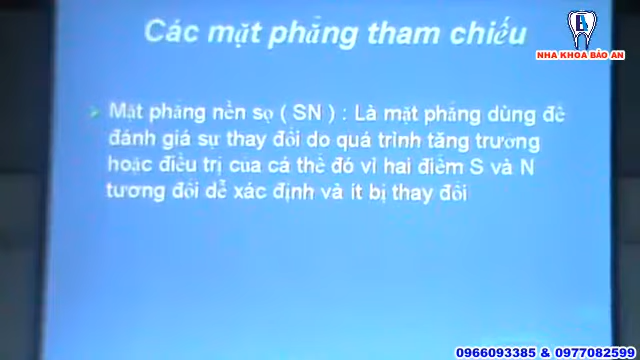 Các mặt phẳng tham chiếu
NHA KHOA BẢO AN
Mặt phẳng nền sọ ( SN ) : Là mặt phẳng dùng để
đánh giá sự thay đổi do quá trình tăng trưởng
hoặc điều trị của cá thể đó vì hai điểm S và N
tương đối dễ xác định và ít bị thay đổi
0966093385 & 0977082599